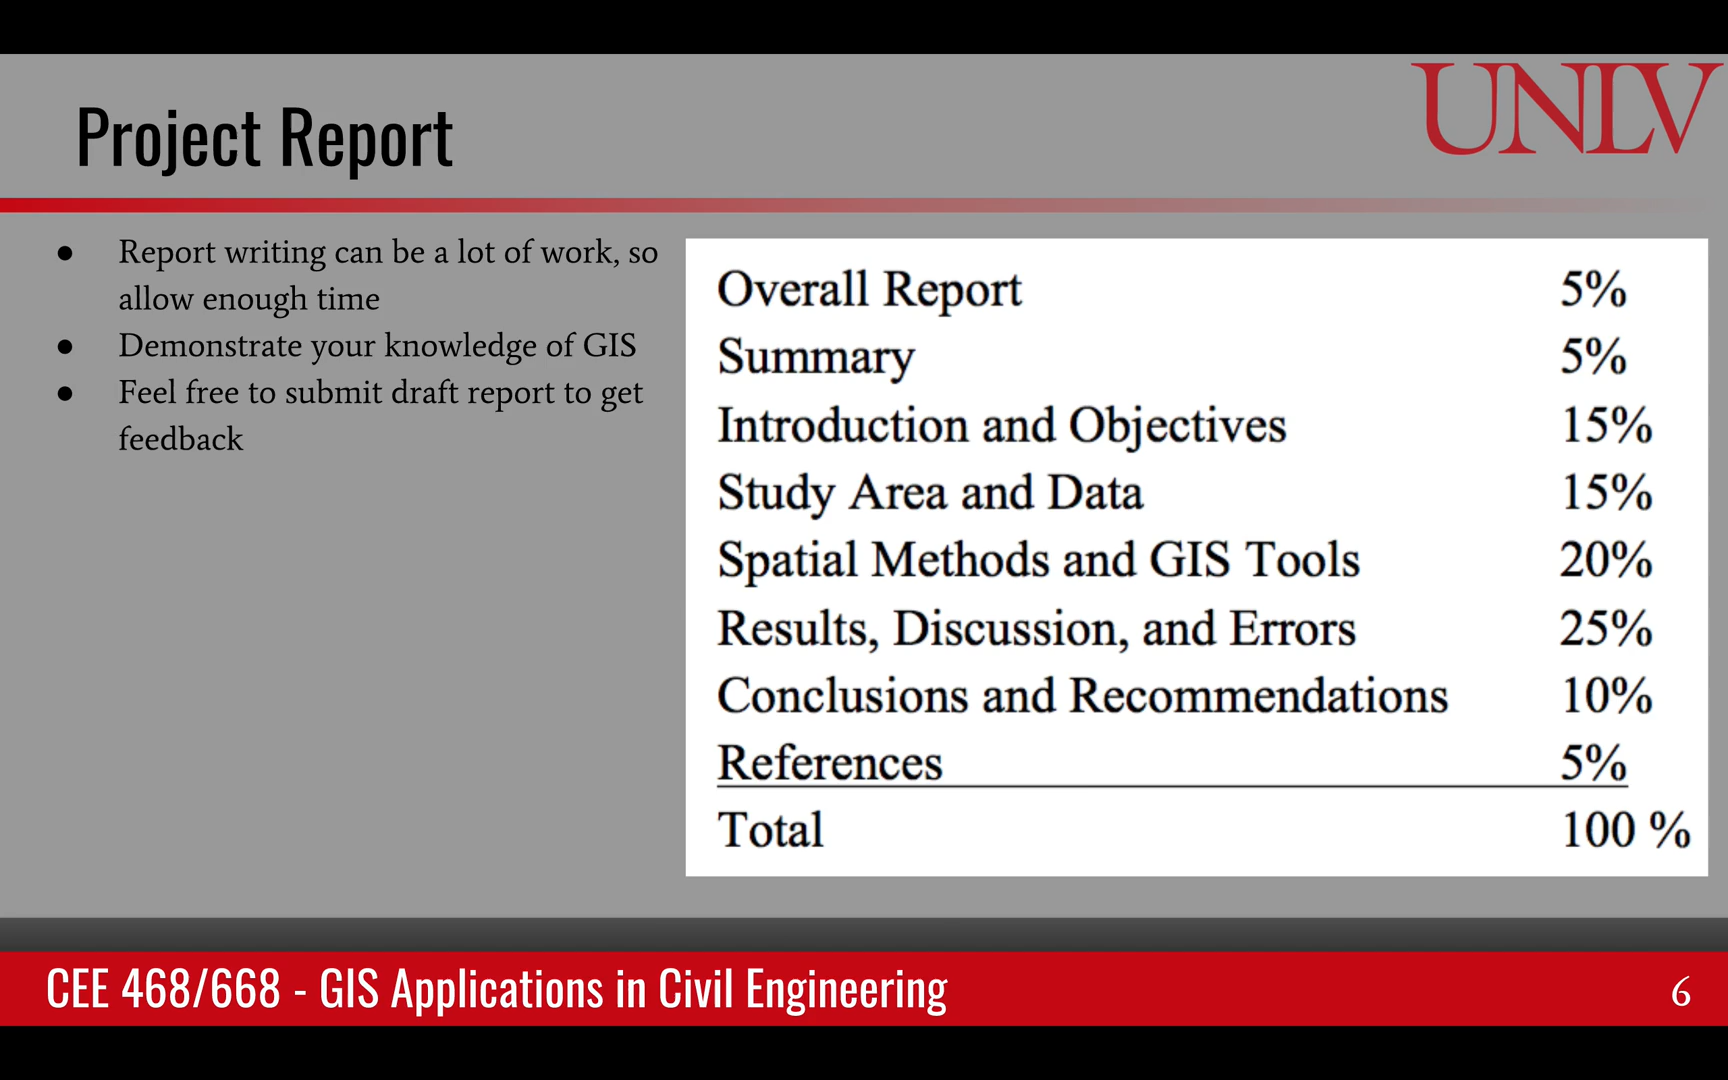 UNLV
Project Report
● Report writing can be a lot of work, so
allow enough time
● Demonstrate your knowledge of GIS
● Feel free to submit draft report to get
feedback
Overall Report 5%
Summary 5%
Introduction and Objectives 15%
Study Area and Data 15%
Spatial Methods and GIS Tools 20%
Results, Discussion, and Errors 25%
Conclusions and Recommendations 10%
References 5%
Total 100 %
CEE 468/668 - GIS Applications in Civil Engineering 6